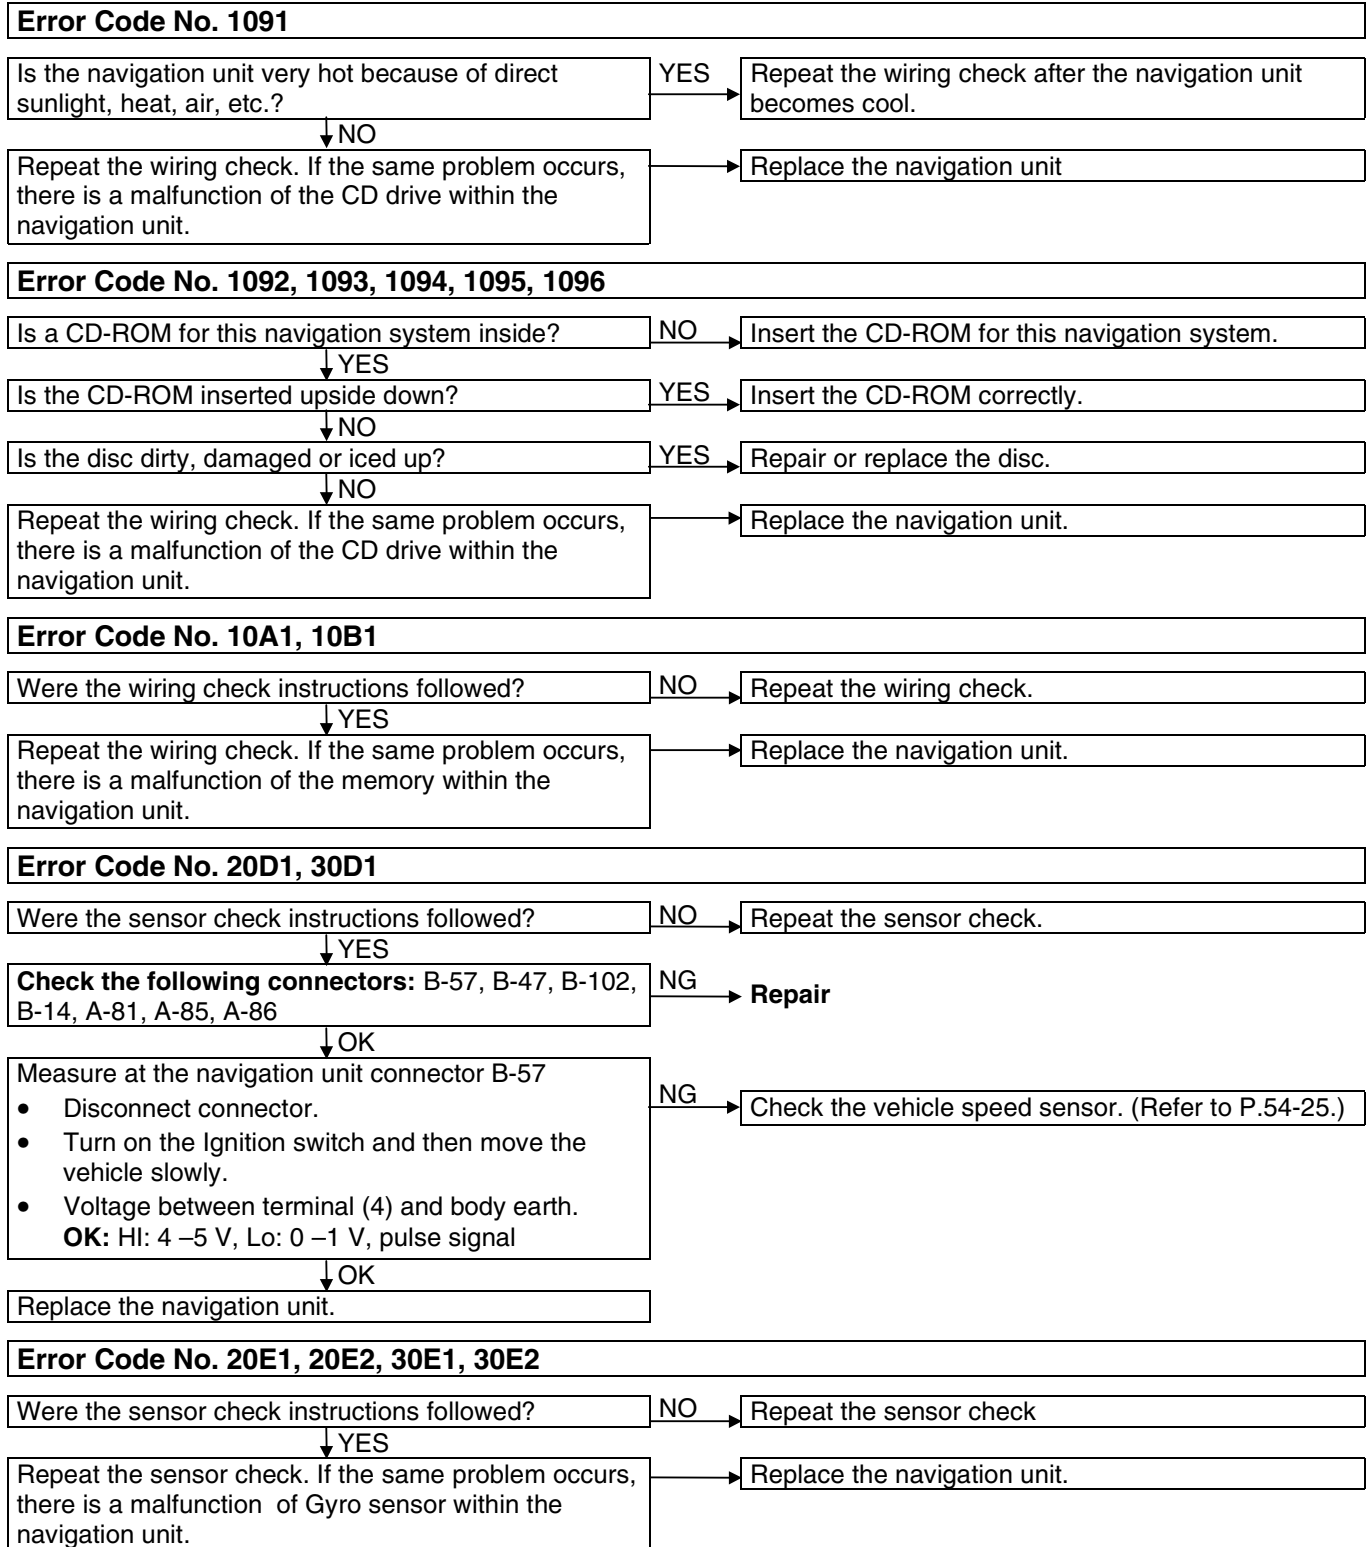 Error Code No. 1091
Is the navigation unit very hot because of direct
sunlight, heat, air, etc.?
YES
Repeat the wiring check after the navigation unit
becomes cool.
NO
Repeat the wiring check. If the same problem occurs,
there is a malfunction of the CD drive within the
navigation unit.
Replace the navigation unit
Error Code No. 1092, 1093, 1094, 1095, 1096
Is a CD-ROM for this navigation system inside?
NO
Insert the CD-ROM for this navigation system.
YES
Is the CD-ROM inserted upside down?
YES
Insert the CD-ROM correctly.
NO
Is the disc dirty, damaged or iced up?
YES
Repair or replace the disc.
NO
Repeat the wiring check. If the same problem occurs,
there is a malfunction of the CD drive within the
navigation unit.
Replace the navigation unit.
Error Code No. 10A1, 10B1
Were the wiring check instructions followed?
NO
Repeat the wiring check.
YES
Repeat the wiring check. If the same problem occurs,
there is a malfunction of the memory within the
navigation unit.
Replace the navigation unit.
Error Code No. 20D1, 30D1
Were the sensor check instructions followed?
NO
Repeat the sensor check.
YES
Check the following connectors: B-57, B-47, B-102,
B-14, A-81, A-85, A-86
NG
Repair
OK
Measure at the navigation unit connector B-57
• Disconnect connector.
• Turn on the Ignition switch and then move the
vehicle slowly.
• Voltage between terminal (4) and body earth.
OK: HI: 4 –5 V, Lo: 0 –1 V, pulse signal
NG
Check the vehicle speed sensor. (Refer to P.54-25.)
OK
Replace the navigation unit.
Error Code No. 20E1, 20E2, 30E1, 30E2
Were the sensor check instructions followed?
NO
Repeat the sensor check
YES
Repeat the sensor check. If the same problem occurs,
there is a malfunction of Gyro sensor within the
navigation unit.
Replace the navigation unit.